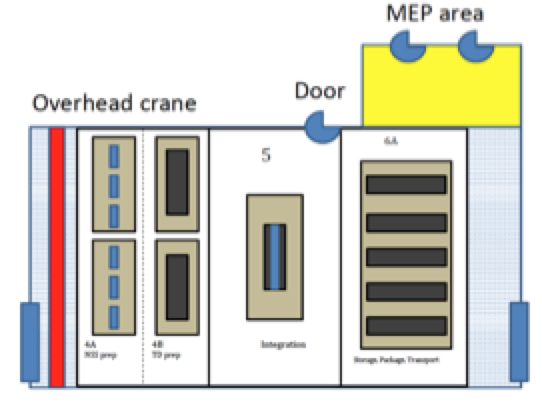 MEP area
Door
Overhead crane
5
6A
4A
NSS prep
4B
TD prep
Integration
Storage, Package, Transport